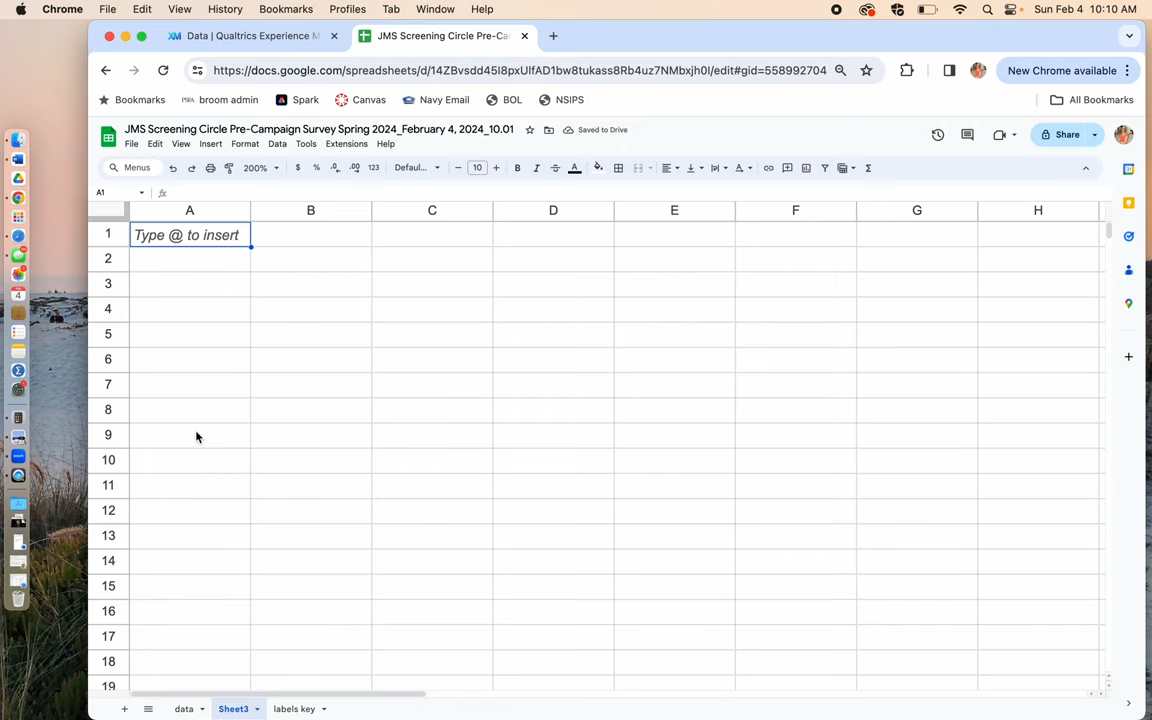 Chrome File Edit View History Bookmarks Profiles Tab Window Help Sun Feb 4 10:10 AM
XM Data | Qualtrics Experience M JMS Screening Circle Pre-Ca
https://docs.google.com/spreadsheets/d/14ZBvsdd45I8pxUlfAD1bw8tukass8Rb4uz7NMbxjh0I/edit#gid=558992704 New Chrome available
Bookmarks broom admin Spark Canvas Navy Email BOL NSIPS All Bookmarks
JMS Screening Circle Pre-Campaign Survey Spring 2024_February 4, 2024_10.01 Saved to Drive Share
File Edit View Insert Format Data Tools Extensions Help
Menus 200% $ % .0 .00 123 Defaul... 10 B I S A Σ
A1 fx
A B C D E F G H
1 Type @ to insert
2
3
4
5
6
7
8
9
10
11
12
13
14
15
16
17
18
19
data Sheet3 labels key